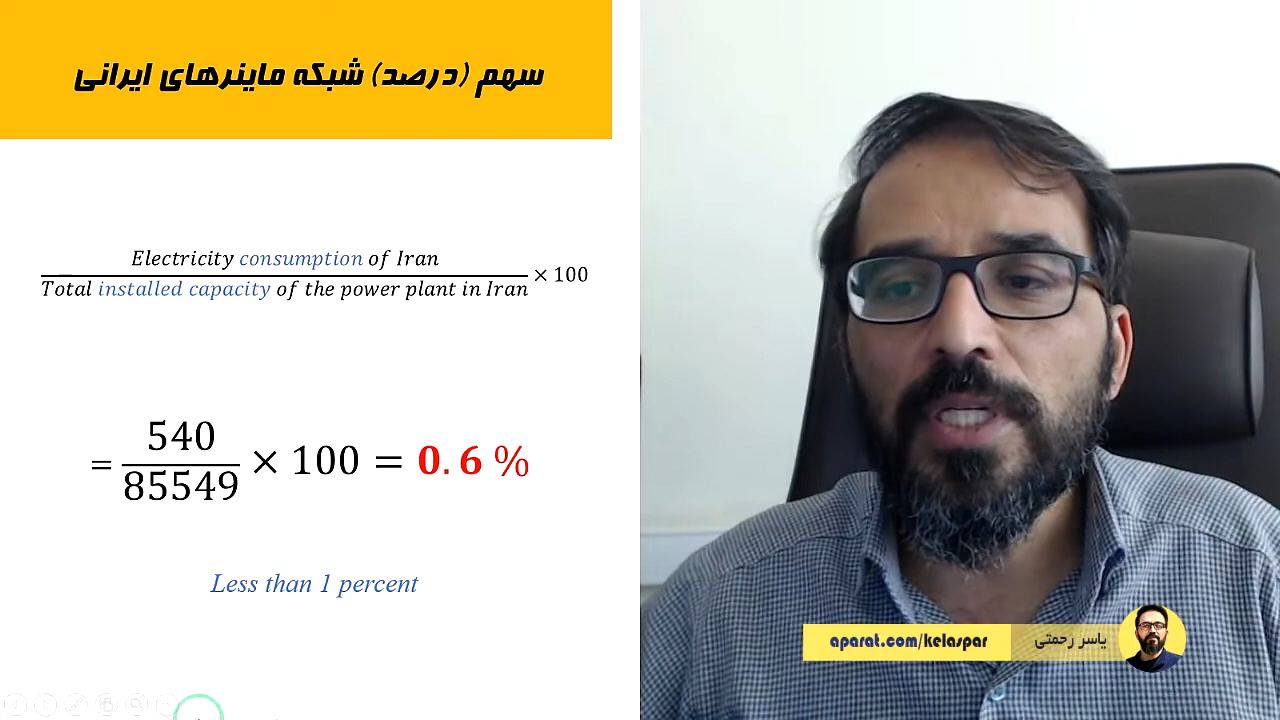 سهم (درصد) شبکه ماینرهای ایرانی
Electricity consumption of Iran
Total installed capacity of the power plant in Iran × 100
540
= 85549 × 100 = 0.6 %
Less than 1 percent
aparat.com/kelaspar یاسر رحمتی